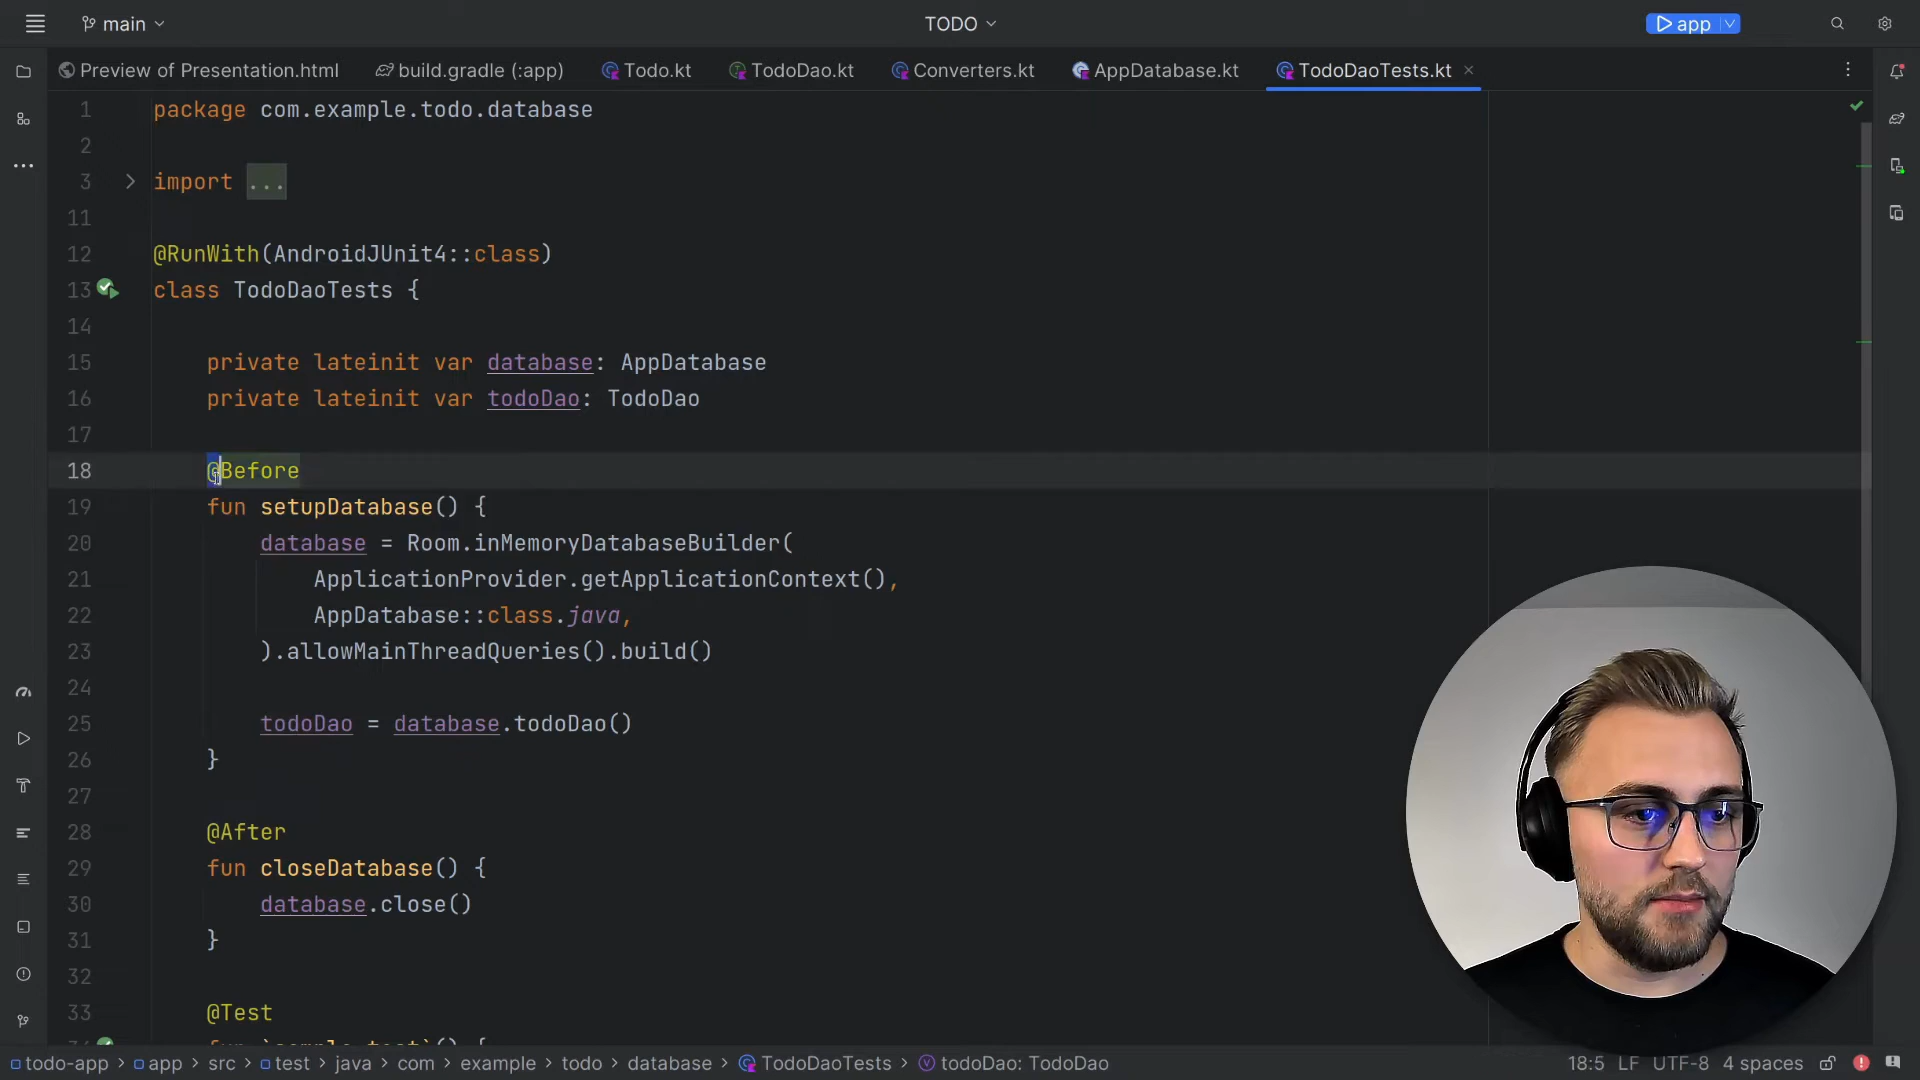 main
TODO
app
Preview of Presentation.html
build.gradle (:app)
Todo.kt
TodoDao.kt
Converters.kt
AppDatabase.kt
TodoDaoTests.kt
1 package com.example.todo.database
2
3 import ...
11
12 @RunWith(AndroidJUnit4::class)
13 class TodoDaoTests {
14
15 private lateinit var database: AppDatabase
16 private lateinit var todoDao: TodoDao
17
18 @Before
19 fun setupDatabase() {
20 database = Room.inMemoryDatabaseBuilder(
21 ApplicationProvider.getApplicationContext(),
22 AppDatabase::class.java,
23 ).allowMainThreadQueries().build()
24
25 todoDao = database.todoDao()
26 }
27
28 @After
29 fun closeDatabase() {
30 database.close()
31 }
32
33 @Test
todo-app > app > src > test > java > com > example > todo > database > TodoDaoTests > todoDao: TodoDao
18:5 LF UTF-8 4 spaces